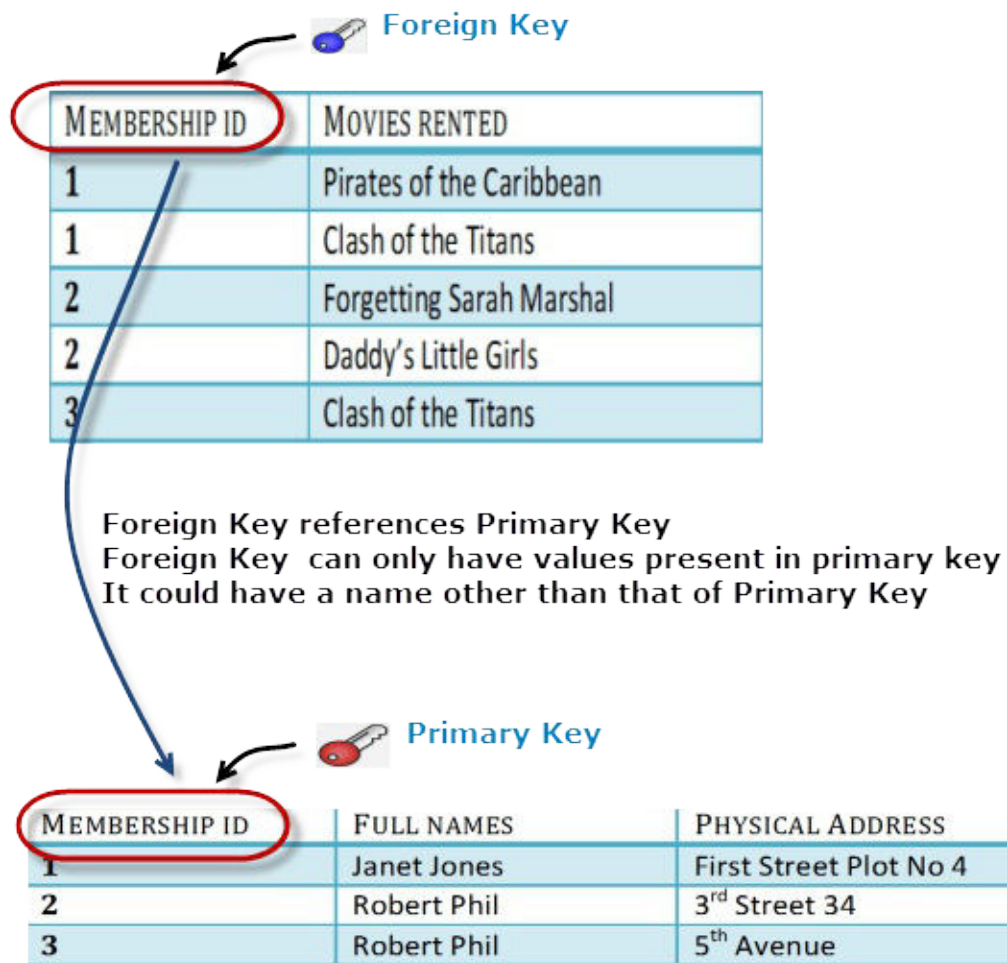 Foreign Key
MEMBERSHIP ID MOVIES RENTED
1 Pirates of the Caribbean
1 Clash of the Titans
2 Forgetting Sarah Marshal
2 Daddy's Little Girls
3 Clash of the Titans
Foreign Key references Primary Key
Foreign Key can only have values present in primary key
It could have a name other than that of Primary Key
Primary Key
MEMBERSHIP ID FULL NAMES PHYSICAL ADDRESS
1 Janet Jones First Street Plot No 4
2 Robert Phil 3rd Street 34
3 Robert Phil 5th Avenue